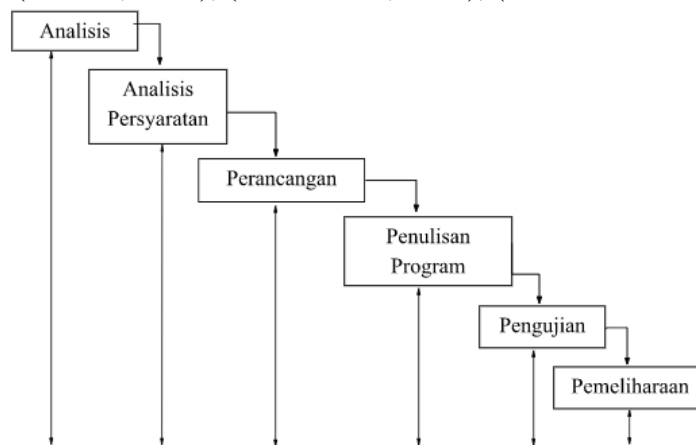 Analisis
Analisis
Persyaratan
Perancangan
Penulisan
Program
Pengujian
Pemeliharaan